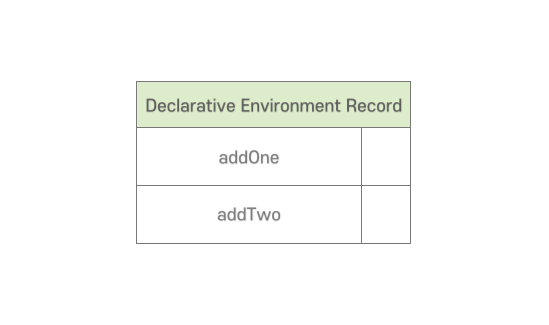 Declarative Environment Record
addOne
addTwo